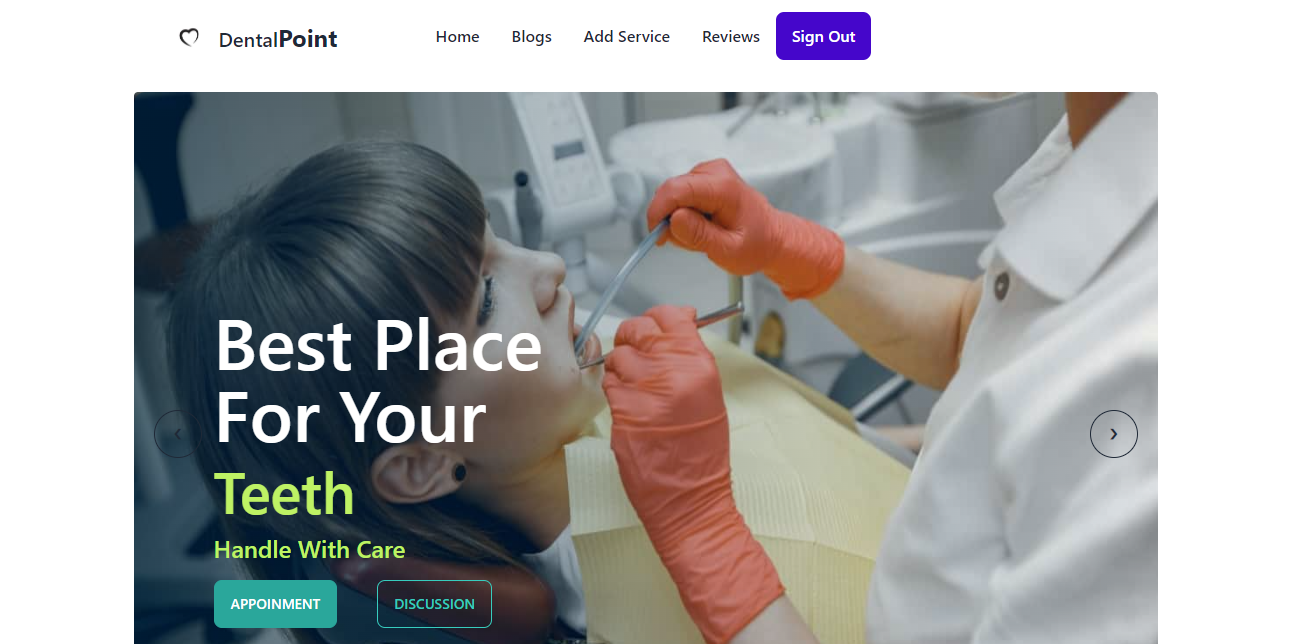 DentalPoint
Home Blogs Add Service Reviews Sign Out
Best Place
For Your
Teeth
Handle With Care
APPOINMENT DISCUSSION